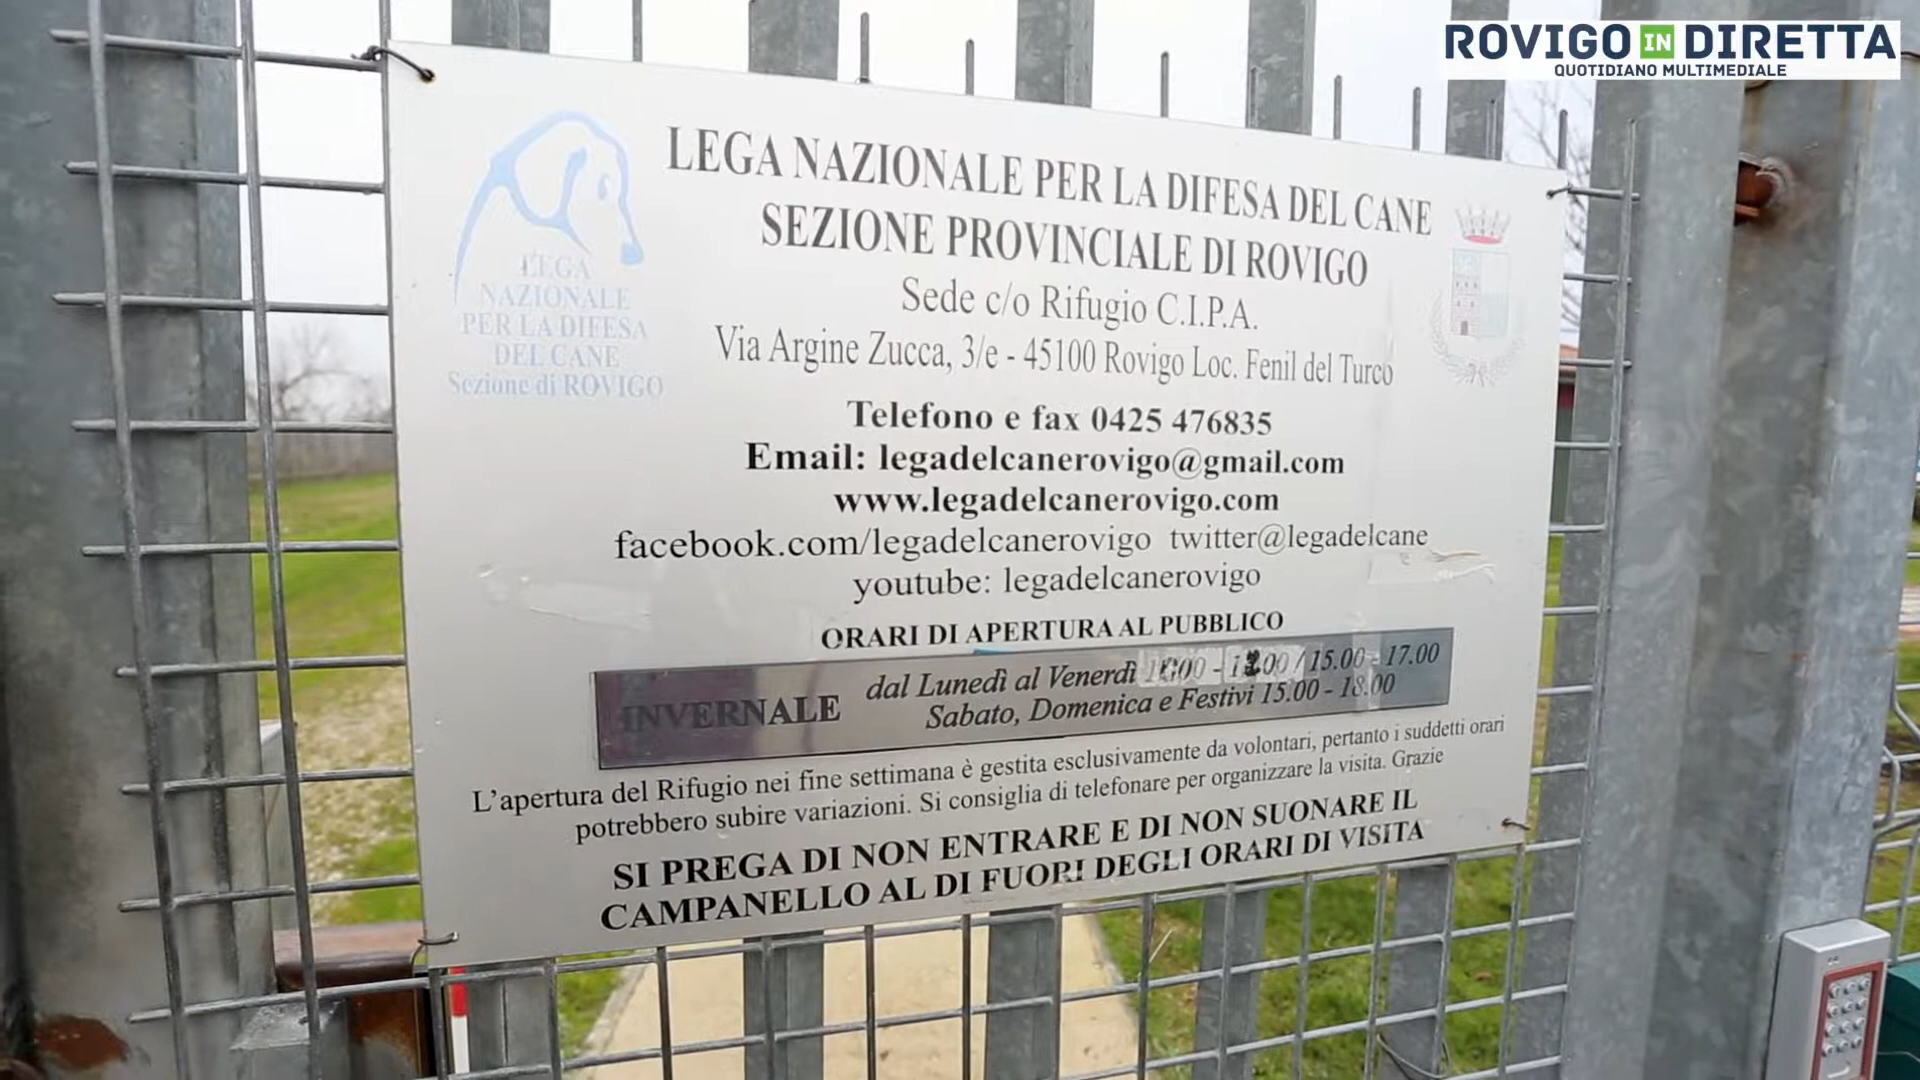 ROVIGO IN DIRETTA
QUOTIDIANO MULTIMEDIALE
LEGA NAZIONALE PER LA DIFESA DEL CANE
SEZIONE PROVINCIALE DI ROVIGO
Sede c/o Rifugio C.I.P.A.
Via Argine Zucca, 3/e - 45100 Rovigo Loc. Fenil del Turco
LEGA
NAZIONALE
PER LA DIFESA
DEL CANE
Sezione di ROVIGO
Telefono e fax 0425 476835
Email: legadelcanerovigo@gmail.com
www.legadelcanerovigo.com
facebook.com/legadelcanerovigo twitter@legadelcane
youtube: legadelcanerovigo
ORARI DI APERTURA AL PUBBLICO
INVERNALE
dal Lunedì al Venerdì / 15.00 - 17.00
Sabato, Domenica e Festivi 15.00 - 18.00
L'apertura del Rifugio nei fine settimana è gestita esclusivamente da volontari, pertanto i suddetti orari
potrebbero subire variazioni. Si consiglia di telefonare per organizzare la visita. Grazie
SI PREGA DI NON ENTRARE E DI NON SUONARE IL
CAMPANELLO AL DI FUORI DEGLI ORARI DI VISITA